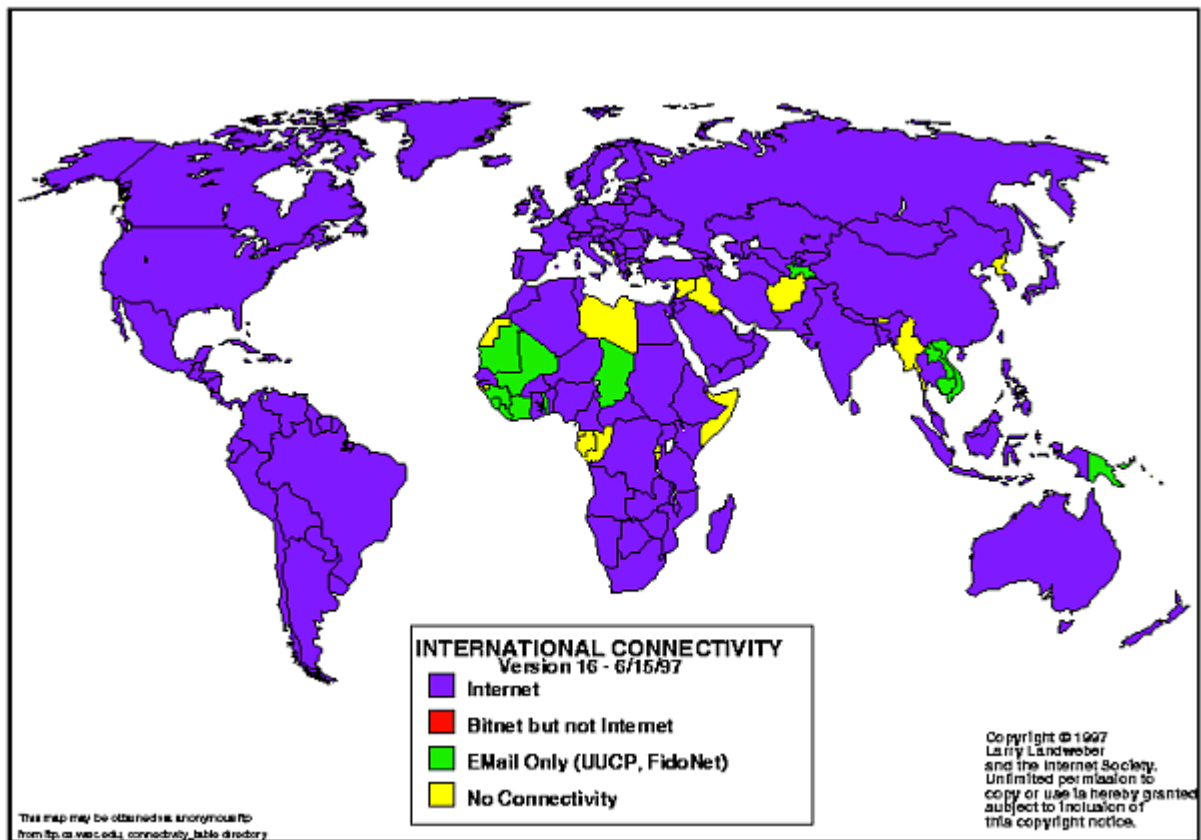 INTERNATIONAL CONNECTIVITY
Version 16 - 6/15/97
Internet
Bitnet but not Internet
EMail Only (UUCP, FidoNet)
No Connectivity
This map may be obtained via anonymous ftp
from ftp.cs.wisc.edu, connectivity_table directory
Copyright © 1997
Larry Landweber
and the Internet Society.
Unlimited permission to
copy or use is hereby granted
subject to inclusion of
this copyright notice.